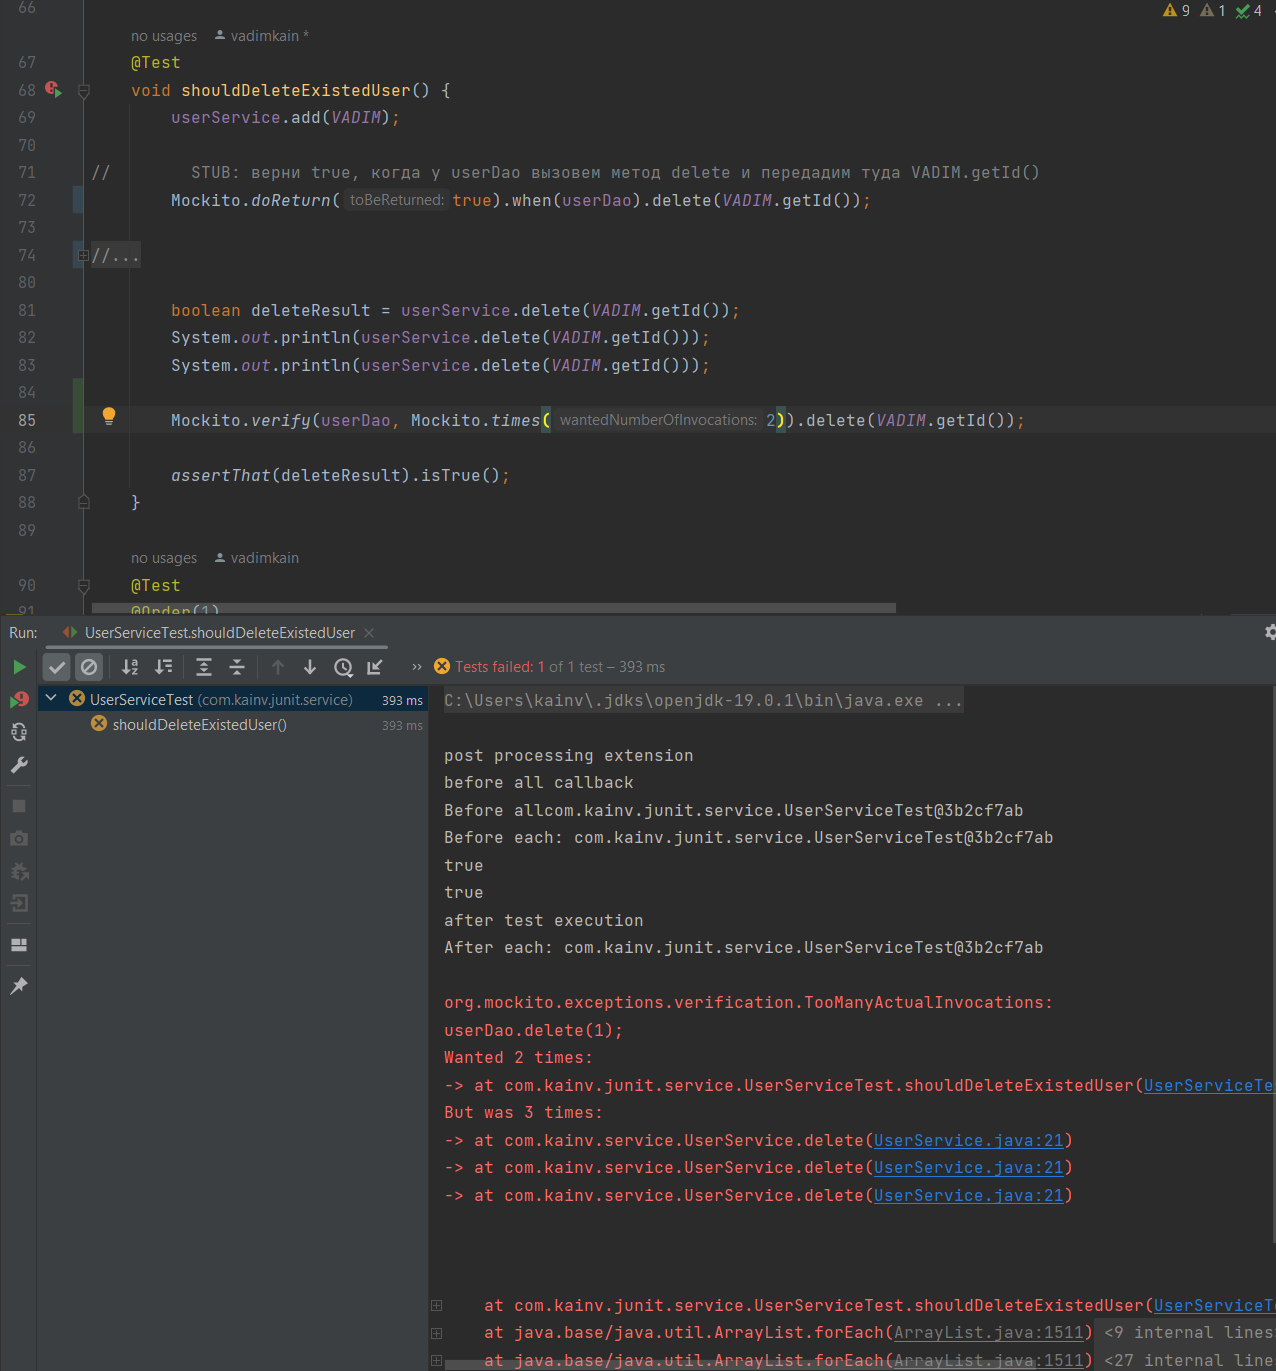 9 1 4
66
no usages vadimkain *
67 @Test
68 void shouldDeleteExistedUser() {
69 userService.add(VADIM);
70
71 // STUB: верни true, когда у userDao вызовем метод delete и передадим туда VADIM.getId()
72 Mockito.doReturn( toBeReturned: true).when(userDao).delete(VADIM.getId());
73
74 //...
80
81 boolean deleteResult = userService.delete(VADIM.getId());
82 System.out.println(userService.delete(VADIM.getId()));
83 System.out.println(userService.delete(VADIM.getId()));
84
85 Mockito.verify(userDao, Mockito.times( wantedNumberOfInvocations: 2)).delete(VADIM.getId());
86
87 assertThat(deleteResult).isTrue();
88 }
89
no usages vadimkain
90 @Test
91 @Order(1)
Run: UserServiceTest.shouldDeleteExistedUser
Tests failed: 1 of 1 test – 393 ms
UserServiceTest (com.kainv.junit.service) 393 ms
shouldDeleteExistedUser() 393 ms
C:\Users\kainv\.jdks\openjdk-19.0.1\bin\java.exe ...
post processing extension
before all callback
Before allcom.kainv.junit.service.UserServiceTest@3b2cf7ab
Before each: com.kainv.junit.service.UserServiceTest@3b2cf7ab
true
true
after test execution
After each: com.kainv.junit.service.UserServiceTest@3b2cf7ab
org.mockito.exceptions.verification.TooManyActualInvocations:
userDao.delete(1);
Wanted 2 times:
-> at com.kainv.junit.service.UserServiceTest.shouldDeleteExistedUser(UserServiceTe
But was 3 times:
-> at com.kainv.service.UserService.delete(UserService.java:21)
-> at com.kainv.service.UserService.delete(UserService.java:21)
-> at com.kainv.service.UserService.delete(UserService.java:21)
at com.kainv.junit.service.UserServiceTest.shouldDeleteExistedUser(UserServiceT
at java.base/java.util.ArrayList.forEach(ArrayList.java:1511) <9 internal lines
at java.base/java.util.ArrayList.forEach(ArrayList.java:1511) <27 internal line